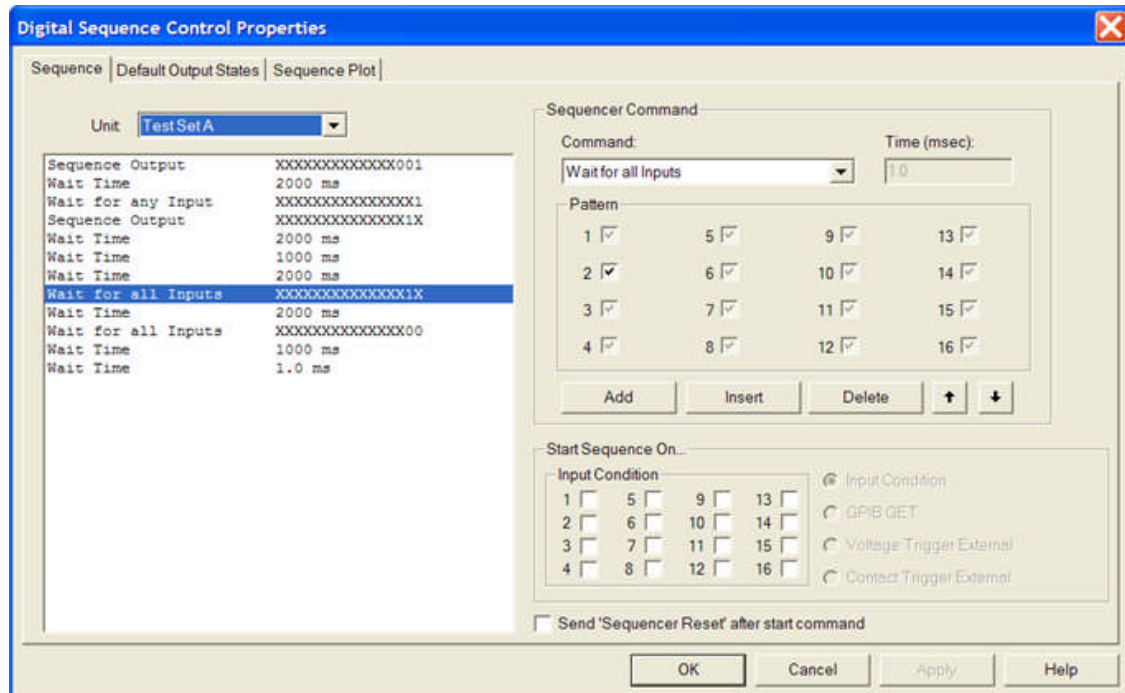 Digital Sequence Control Properties
Sequence Default Output States Sequence Plot
Unit Test Set A
Sequence Output XXXXXXXXXXXXX001
Wait Time 2000 ms
Wait for any Input XXXXXXXXXXXXXXX1
Sequence Output XXXXXXXXXXXXXX1X
Wait Time 2000 ms
Wait Time 1000 ms
Wait Time 2000 ms
Wait for all Inputs XXXXXXXXXXXXXX1X
Wait Time 2000 ms
Wait for all Inputs XXXXXXXXXXXXXX00
Wait Time 1000 ms
Wait Time 1.0 ms
Sequencer Command
Command: Time (msec):
Wait for all Inputs 1.0
Pattern
1 5 9 13
2 6 10 14
3 7 11 15
4 8 12 16
Add Insert Delete
Start Sequence On...
Input Condition
1 5 9 13
2 6 10 14
3 7 11 15
4 8 12 16
Input Condition
GPIB GET
Voltage Trigger External
Contact Trigger External
Send 'Sequencer Reset' after start command
OK Cancel Apply Help